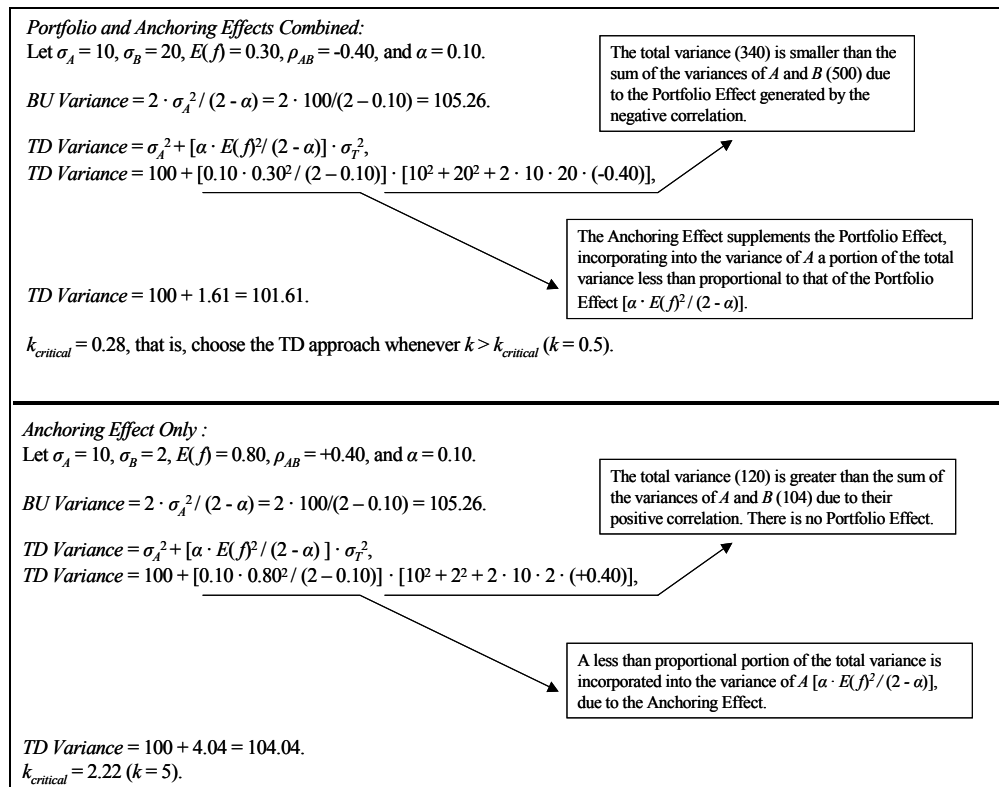 Portfolio and Anchoring Effects Combined:
Let σA = 10, σB = 20, E(f) = 0.30, ρAB = -0.40, and α = 0.10.
The total variance (340) is smaller than the
sum of the variances of A and B (500) due
to the Portfolio Effect generated by the
negative correlation.
BU Variance = 2 · σA²/ (2 - α) = 2 · 100/(2 – 0.10) = 105.26.
TD Variance = σA² + [α · E(f)²/ (2 - α)] · σT²,
TD Variance = 100 + [0.10 · 0.30² / (2 – 0.10)] · [10² + 20² + 2 · 10 · 20 · (-0.40)],
The Anchoring Effect supplements the Portfolio Effect,
incorporating into the variance of A a portion of the total
variance less than proportional to that of the Portfolio
Effect [α · E(f)² / (2 - α)].
TD Variance = 100 + 1.61 = 101.61.
kcritical = 0.28, that is, choose the TD approach whenever k > kcritical (k = 0.5).
Anchoring Effect Only :
Let σA = 10, σB = 2, E(f) = 0.80, ρAB = +0.40, and α = 0.10.
The total variance (120) is greater than the sum of
the variances of A and B (104) due to their
positive correlation. There is no Portfolio Effect.
BU Variance = 2 · σA² / (2 - α) = 2 · 100/(2 – 0.10) = 105.26.
TD Variance = σA² + [α · E(f)² / (2 - α) ] · σT²,
TD Variance = 100 + [0.10 · 0.80² / (2 – 0.10)] · [10² + 2² + 2 · 10 · 2 · (+0.40)],
A less than proportional portion of the total variance is
incorporated into the variance of A [α · E(f)² / (2 - α)],
due to the Anchoring Effect.
TD Variance = 100 + 4.04 = 104.04.
kcritical = 2.22 (k = 5).